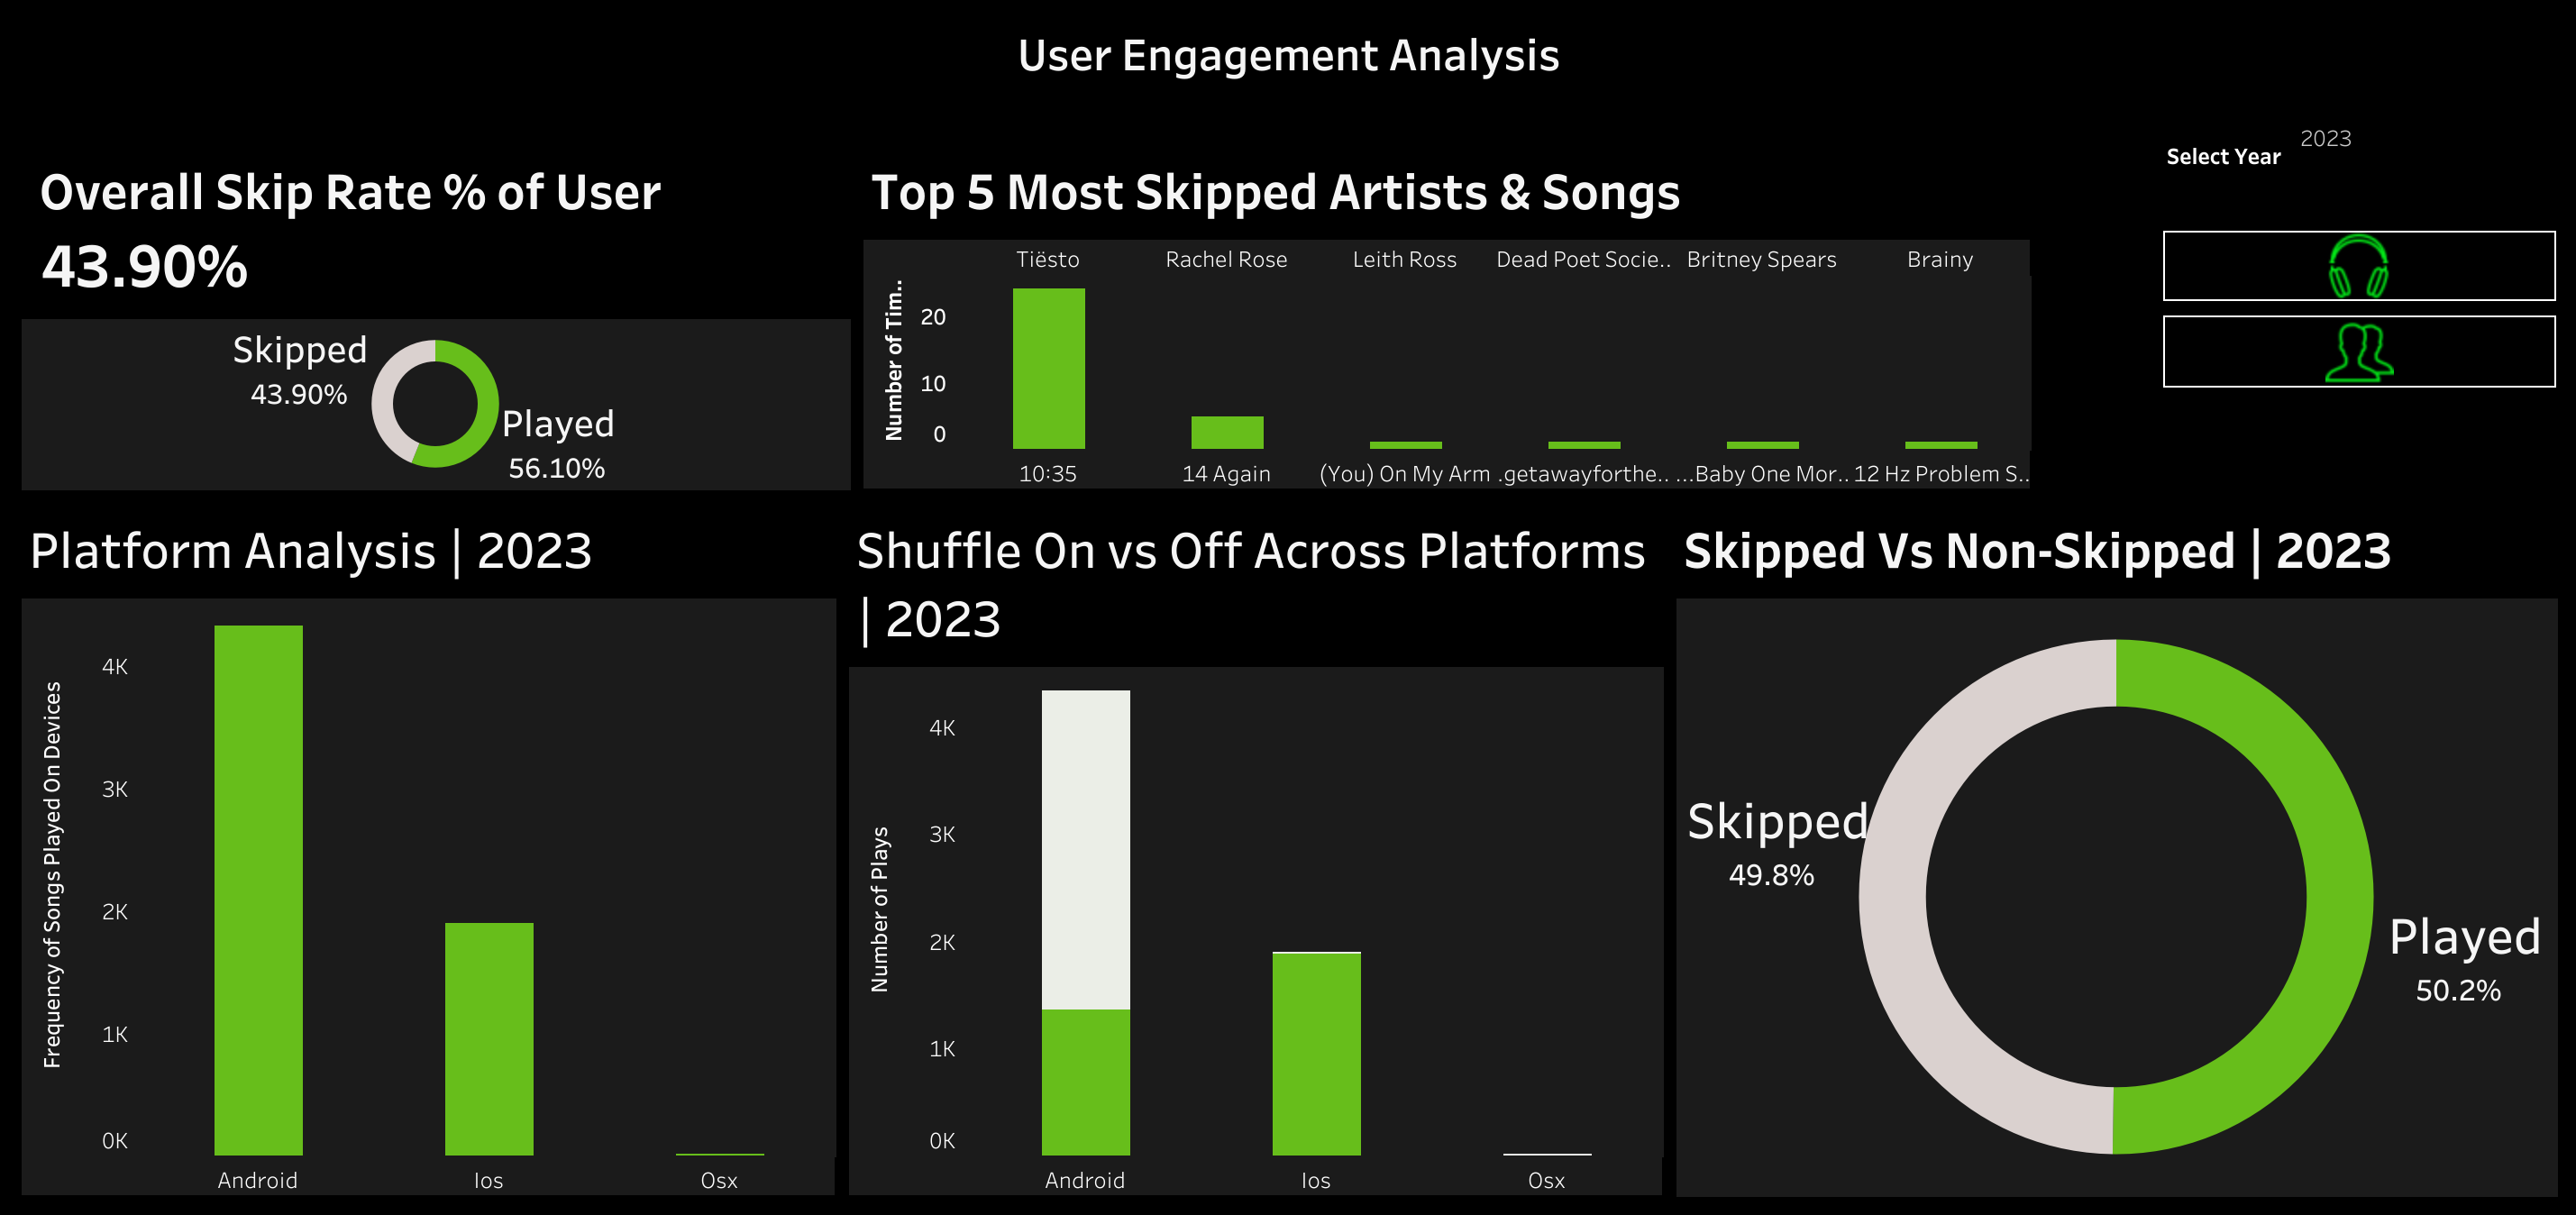 User Engagement Analysis
Select Year
2023
Overall Skip Rate % of User
43.90%
Skipped
43.90%
Played
56.10%
Top 5 Most Skipped Artists & Songs
Tiësto
Rachel Rose
Leith Ross
Dead Poet Socie..
Britney Spears
Brainy
Number of Tim..
20
10
0
10:35
14 Again
(You) On My Arm
.getawayforthe..
...Baby One Mor..
12 Hz Problem S..
Platform Analysis | 2023
Frequency of Songs Played On Devices
4K
3K
2K
1K
0K
Android
Ios
Osx
Shuffle On vs Off Across Platforms
| 2023
Number of Plays
4K
3K
2K
1K
0K
Android
Ios
Osx
Skipped Vs Non-Skipped | 2023
Skipped
49.8%
Played
50.2%